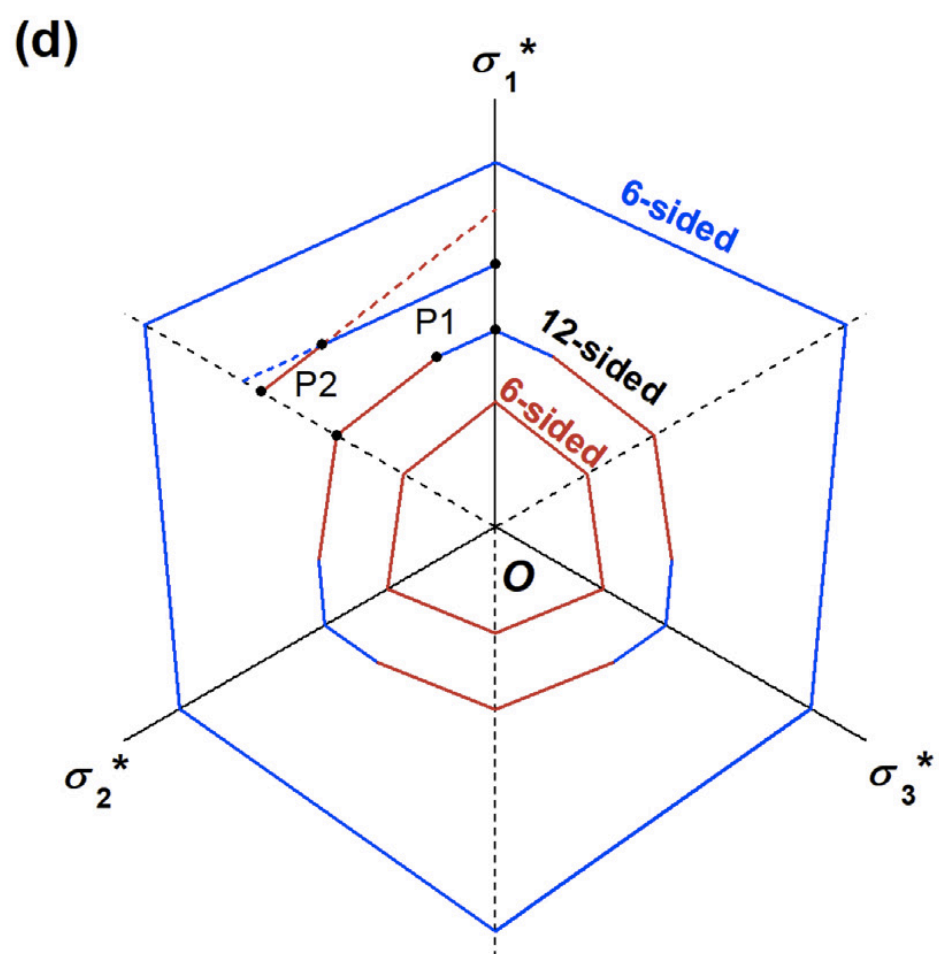 (d)
σ1*
6-sided
P1
12-sided
P2
6-sided
O
σ2*
σ3*